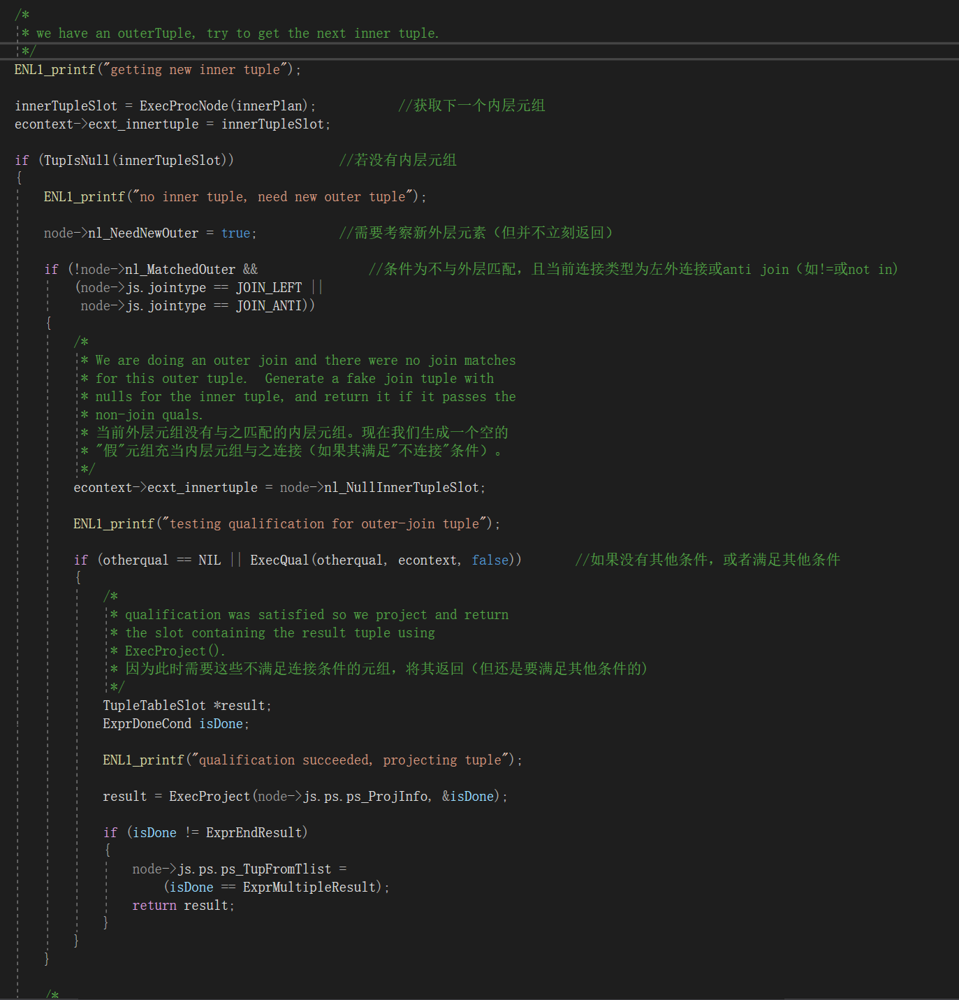 /*
* we have an outerTuple, try to get the next inner tuple.
*/
ENL1_printf("getting new inner tuple");
innerTupleSlot = ExecProcNode(innerPlan); //获取下一个内层元组
econtext->ecxt_innertuple = innerTupleSlot;
if (TupIsNull(innerTupleSlot)) //若没有内层元组
{
ENL1_printf("no inner tuple, need new outer tuple");
node->nl_NeedNewOuter = true; //需要考察新外层元素（但并不立刻返回）
if (!node->nl_MatchedOuter && //条件为不与外层匹配，且当前连接类型为左外连接或anti join（如!=或not in)
(node->js.jointype == JOIN_LEFT ||
node->js.jointype == JOIN_ANTI))
{
/*
* We are doing an outer join and there were no join matches
* for this outer tuple.  Generate a fake join tuple with
* nulls for the inner tuple, and return it if it passes the
* non-join quals.
* 当前外层元组没有与之匹配的内层元组。现在我们生成一个空的
* "假"元组充当内层元组与之连接（如果其满足"不连接"条件）。
*/
econtext->ecxt_innertuple = node->nl_NullInnerTupleSlot;
ENL1_printf("testing qualification for outer-join tuple");
if (otherqual == NIL || ExecQual(otherqual, econtext, false)) //如果没有其他条件，或者满足其他条件
{
/*
* qualification was satisfied so we project and return
* the slot containing the result tuple using
* ExecProject().
* 因为此时需要这些不满足连接条件的元组，将其返回（但还是要满足其他条件的)
*/
TupleTableSlot *result;
ExprDoneCond isDone;
ENL1_printf("qualification succeeded, projecting tuple");
result = ExecProject(node->js.ps.ps_ProjInfo, &isDone);
if (isDone != ExprEndResult)
{
node->js.ps.ps_TupFromTlist =
(isDone == ExprMultipleResult);
return result;
}
}
}
/*